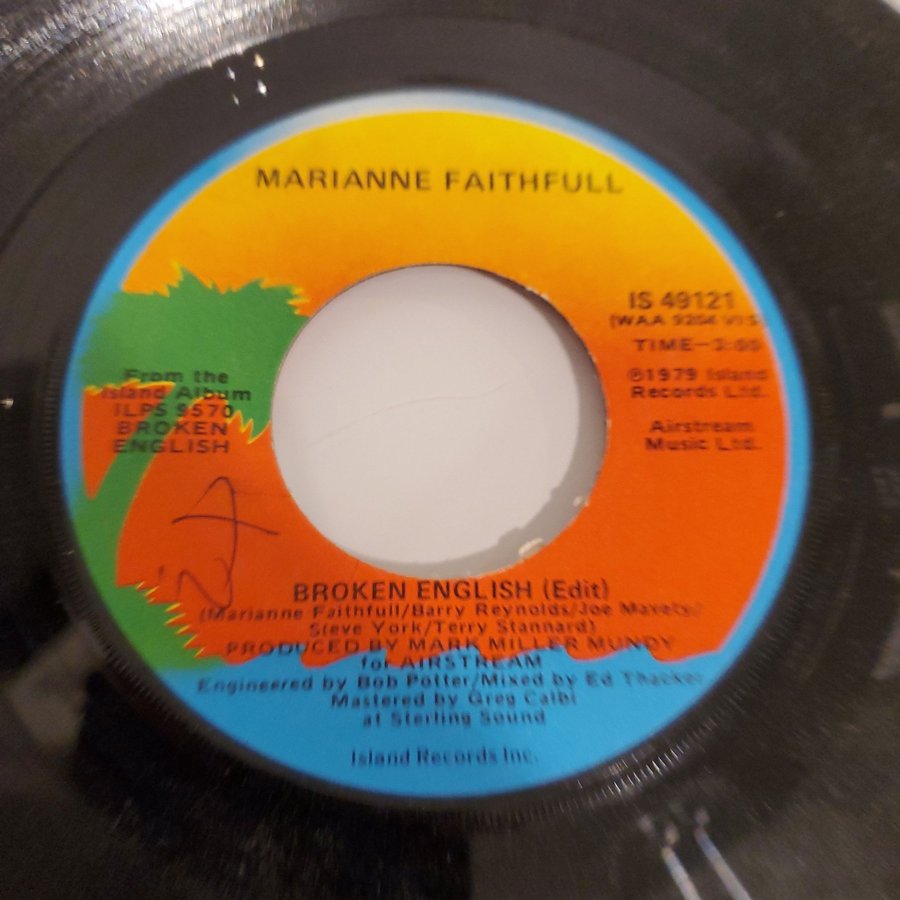 MARIANNE FAITHFULL
IS 49121
(WAA 9204 VIS
TIME—3:00
℗1979 Island
Records Ltd.
Airstream
Music Ltd.
From the
Island Album
ILPS 9570
BROKEN
ENGLISH
BROKEN ENGLISH (Edit)
(Marianne Faithfull/Barry Reynolds/Joe Mavety/
Steve York/Terry Stannard)
PRODUCED BY MARK MILLER MUNDY
for AIRSTREAM
Engineered by Bob Potter/Mixed by Ed Thacker
Mastered by Greg Calbi
at Sterling Sound
Island Records Inc.